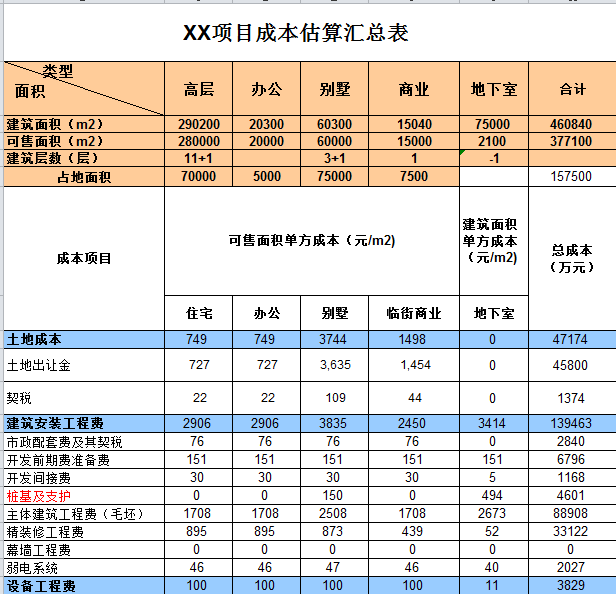 XX项目成本估算汇总表
类型
面积 高层 办公 别墅 商业 地下室 合计
建筑面积（m2） 290200 20300 60300 15040 75000 460840
可售面积（m2） 280000 20000 60000 15000 2100 377100
建筑层数（层） 11+1 3+1 1 -1
占地面积 70000 5000 75000 7500 157500
成本项目 可售面积单方成本（元/m2） 建筑面积单方成本（元/m2） 总成本（万元）
住宅 办公 别墅 临街商业 地下室
土地成本 749 749 3744 1498 0 47174
土地出让金 727 727 3,635 1,454 0 45800
契税 22 22 109 44 0 1374
建筑安装工程费 2906 2906 3835 2450 3414 139463
市政配套费及其契税 76 76 76 76 0 2840
开发前期费准备费 151 151 151 151 151 6796
开发间接费 30 30 30 30 5 1168
桩基及支护 0 0 150 0 494 4601
主体建筑工程费（毛坯） 1708 1708 2508 1708 2673 88908
精装修工程费 895 895 873 439 52 33122
幕墙工程费 0 0 0 0 0 0
弱电系统 46 46 47 46 40 2027
设备工程费 100 100 100 100 11 3829